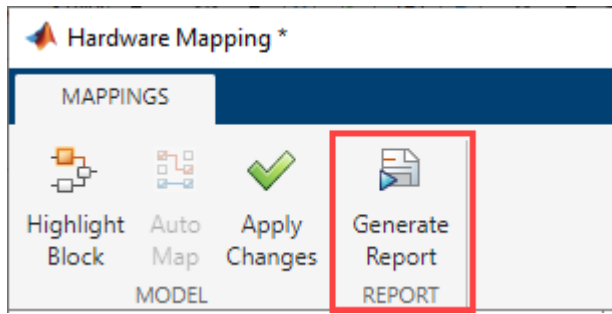 Hardware Mapping *
MAPPINGS
Highlight Block
Auto Map
Apply Changes
Generate Report
MODEL
REPORT